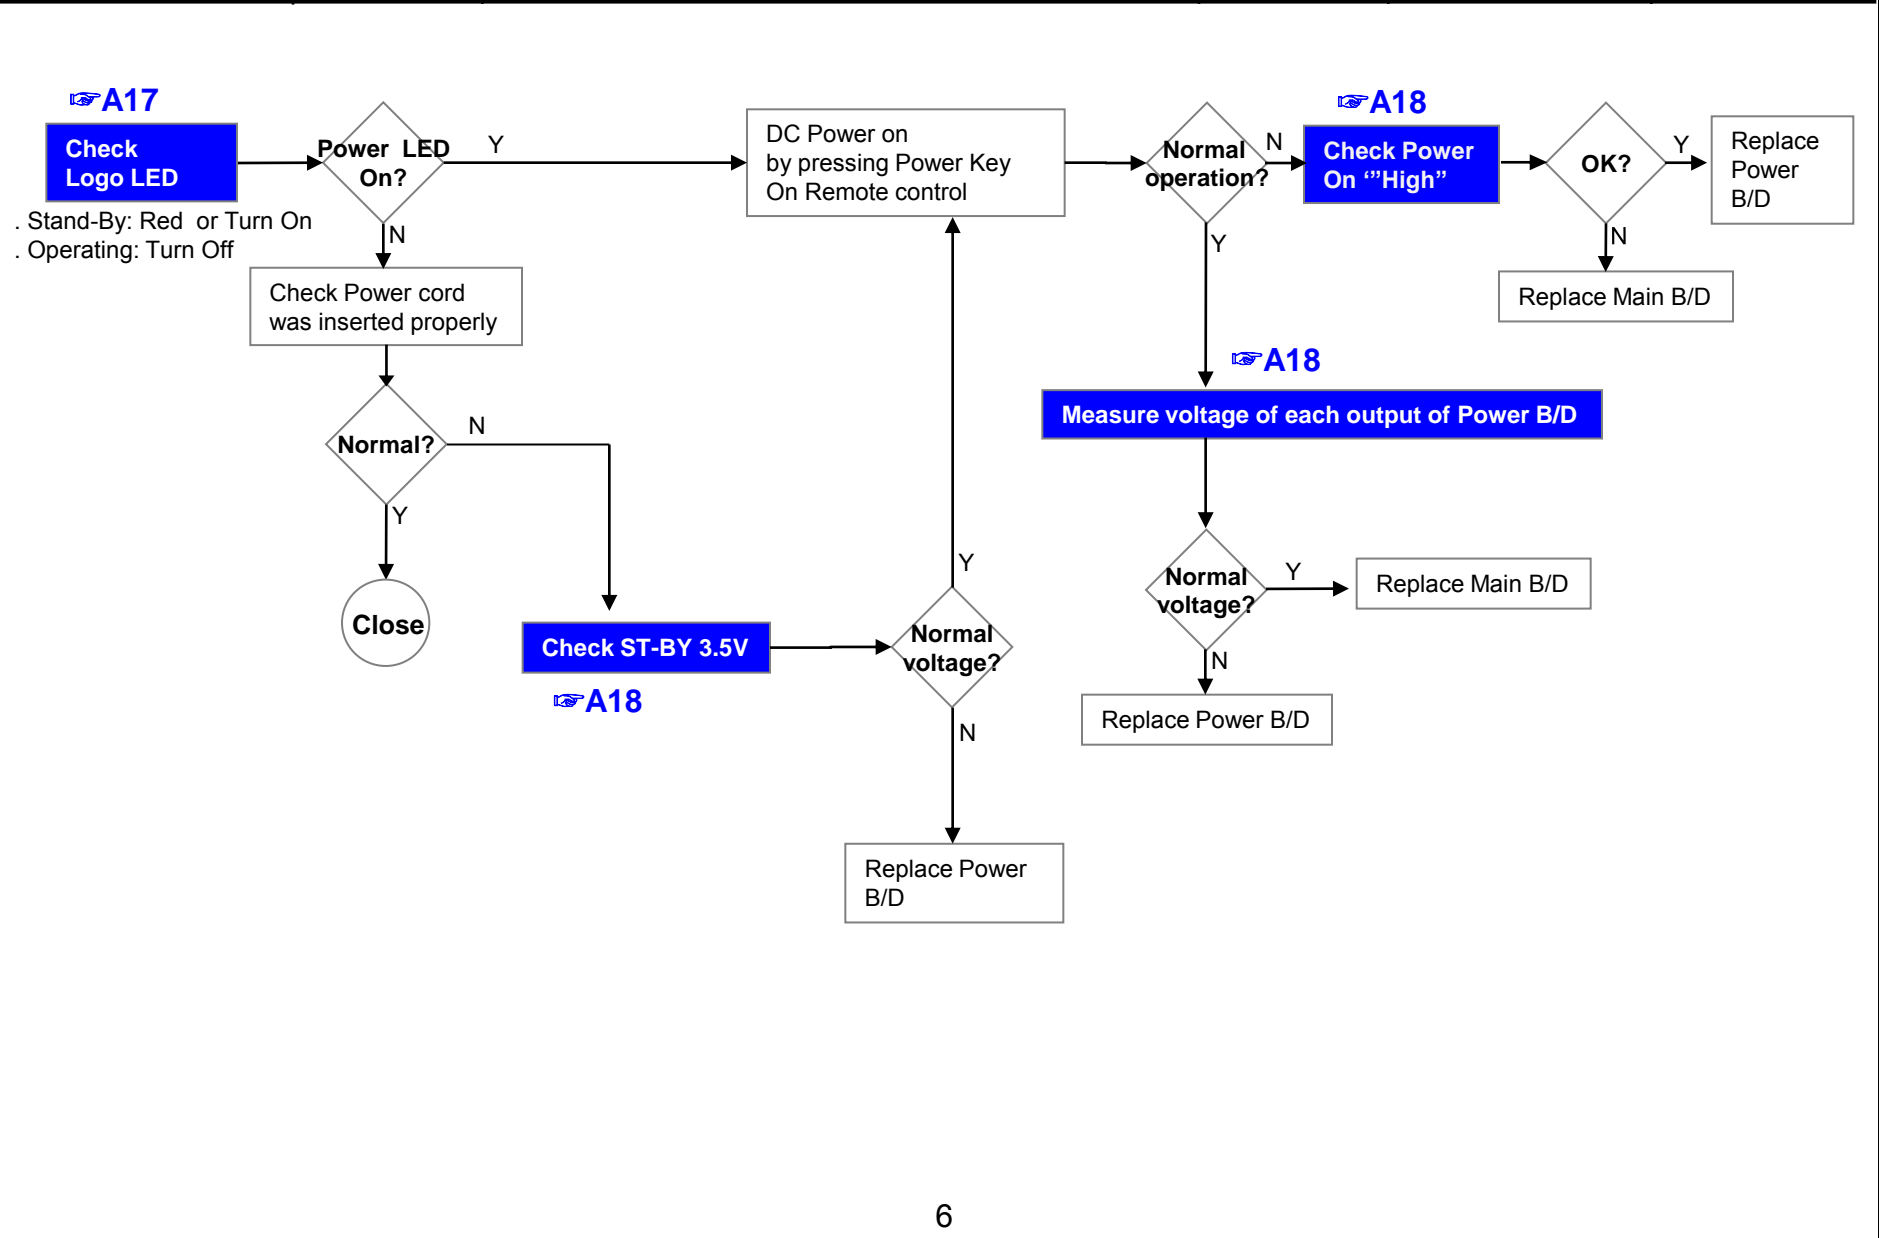 ☞A17
Check
Logo LED
. Stand-By: Red or Turn On
. Operating: Turn Off
Power LED
On?
Y
N
Check Power cord
was inserted properly
Normal?
N
Y
Close
Check ST-BY 3.5V
☞A18
DC Power on
by pressing Power Key
On Remote control
Y
Normal
voltage?
N
Replace Power
B/D
Normal
operation?
N
Y
☞A18
Check Power
On ‘”High”
OK?
Y
Replace
Power
B/D
N
Replace Main B/D
☞A18
Measure voltage of each output of Power B/D
Normal
voltage?
Y
Replace Main B/D
N
Replace Power B/D
6